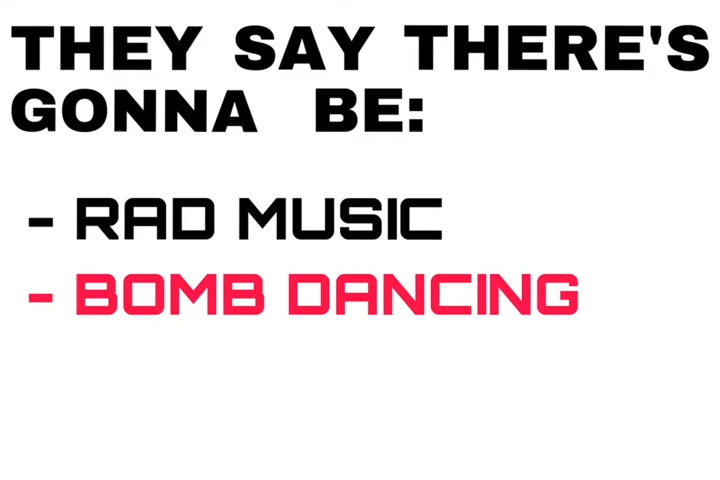 THEY SAY THERE'S
GONNA BE:
- RAD MUSIC
- BOMB DANCING